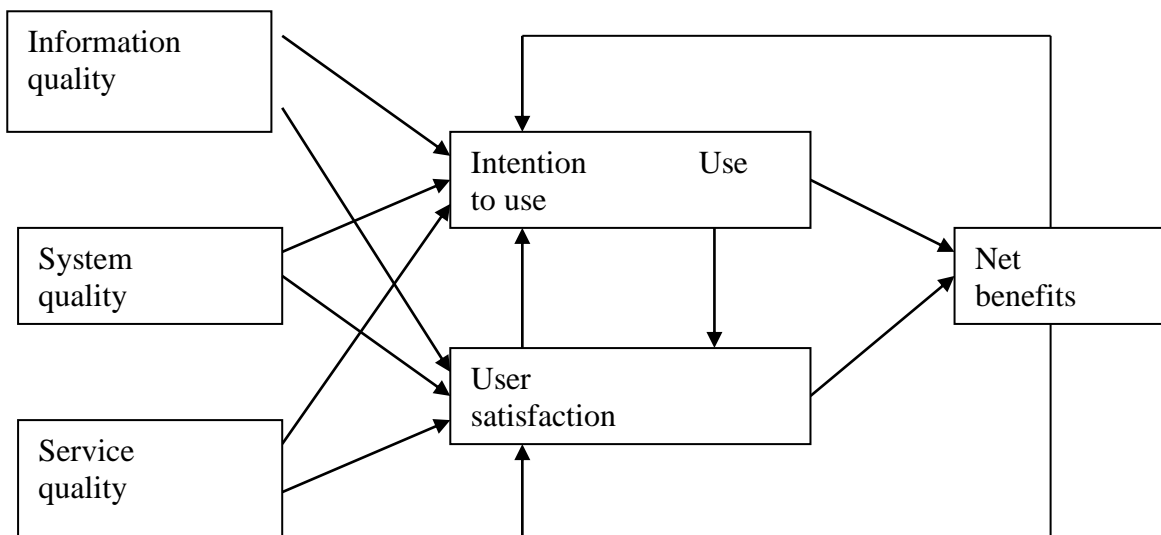 Information
quality
Intention Use
to use
System
quality
Net
benefits
User
satisfaction
Service
quality